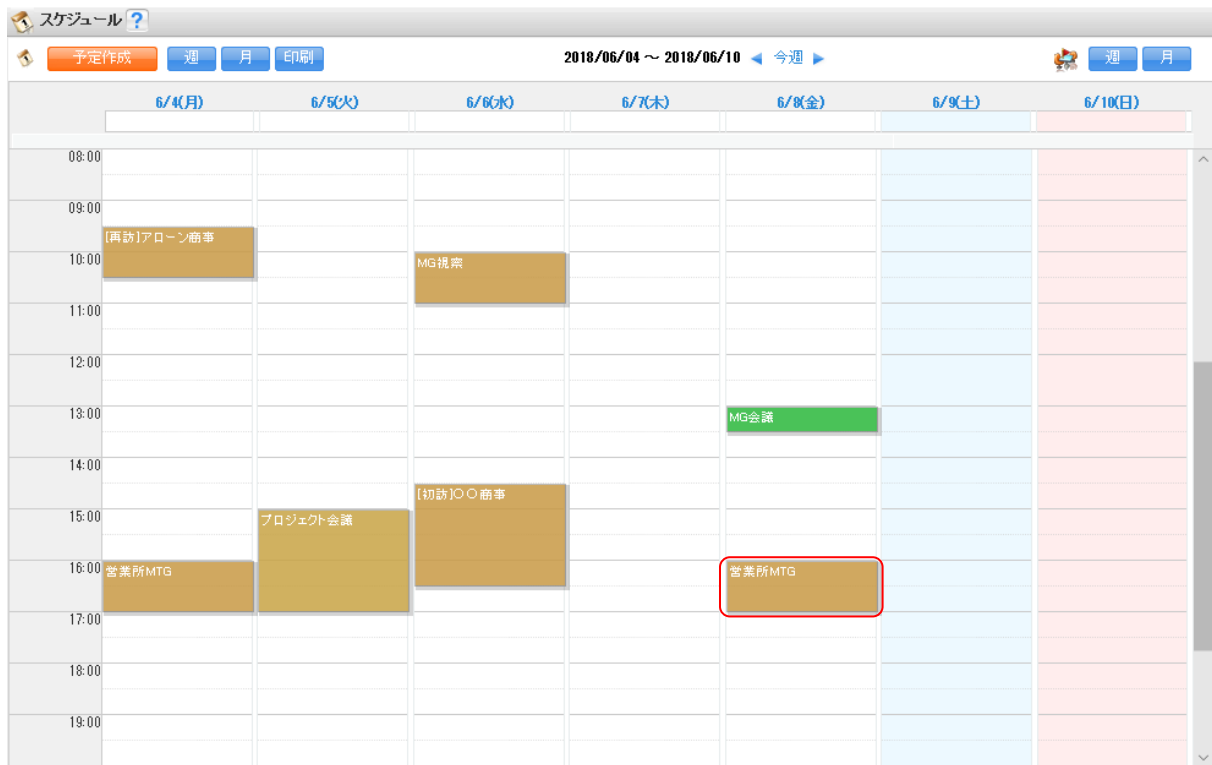 スケジュール ?
予定作成 週 月 印刷 2018/06/04 ～ 2018/06/10 ◀ 今週 ▶ 週 月
6/4(月) 6/5(火) 6/6(水) 6/7(木) 6/8(金) 6/9(土) 6/10(日)
08:00
09:00
[再訪]アローン商事
10:00
MG視察
11:00
12:00
13:00
MG会議
14:00
[初訪]〇〇商事
15:00
プロジェクト会議
16:00
営業所MTG
営業所MTG
17:00
18:00
19:00